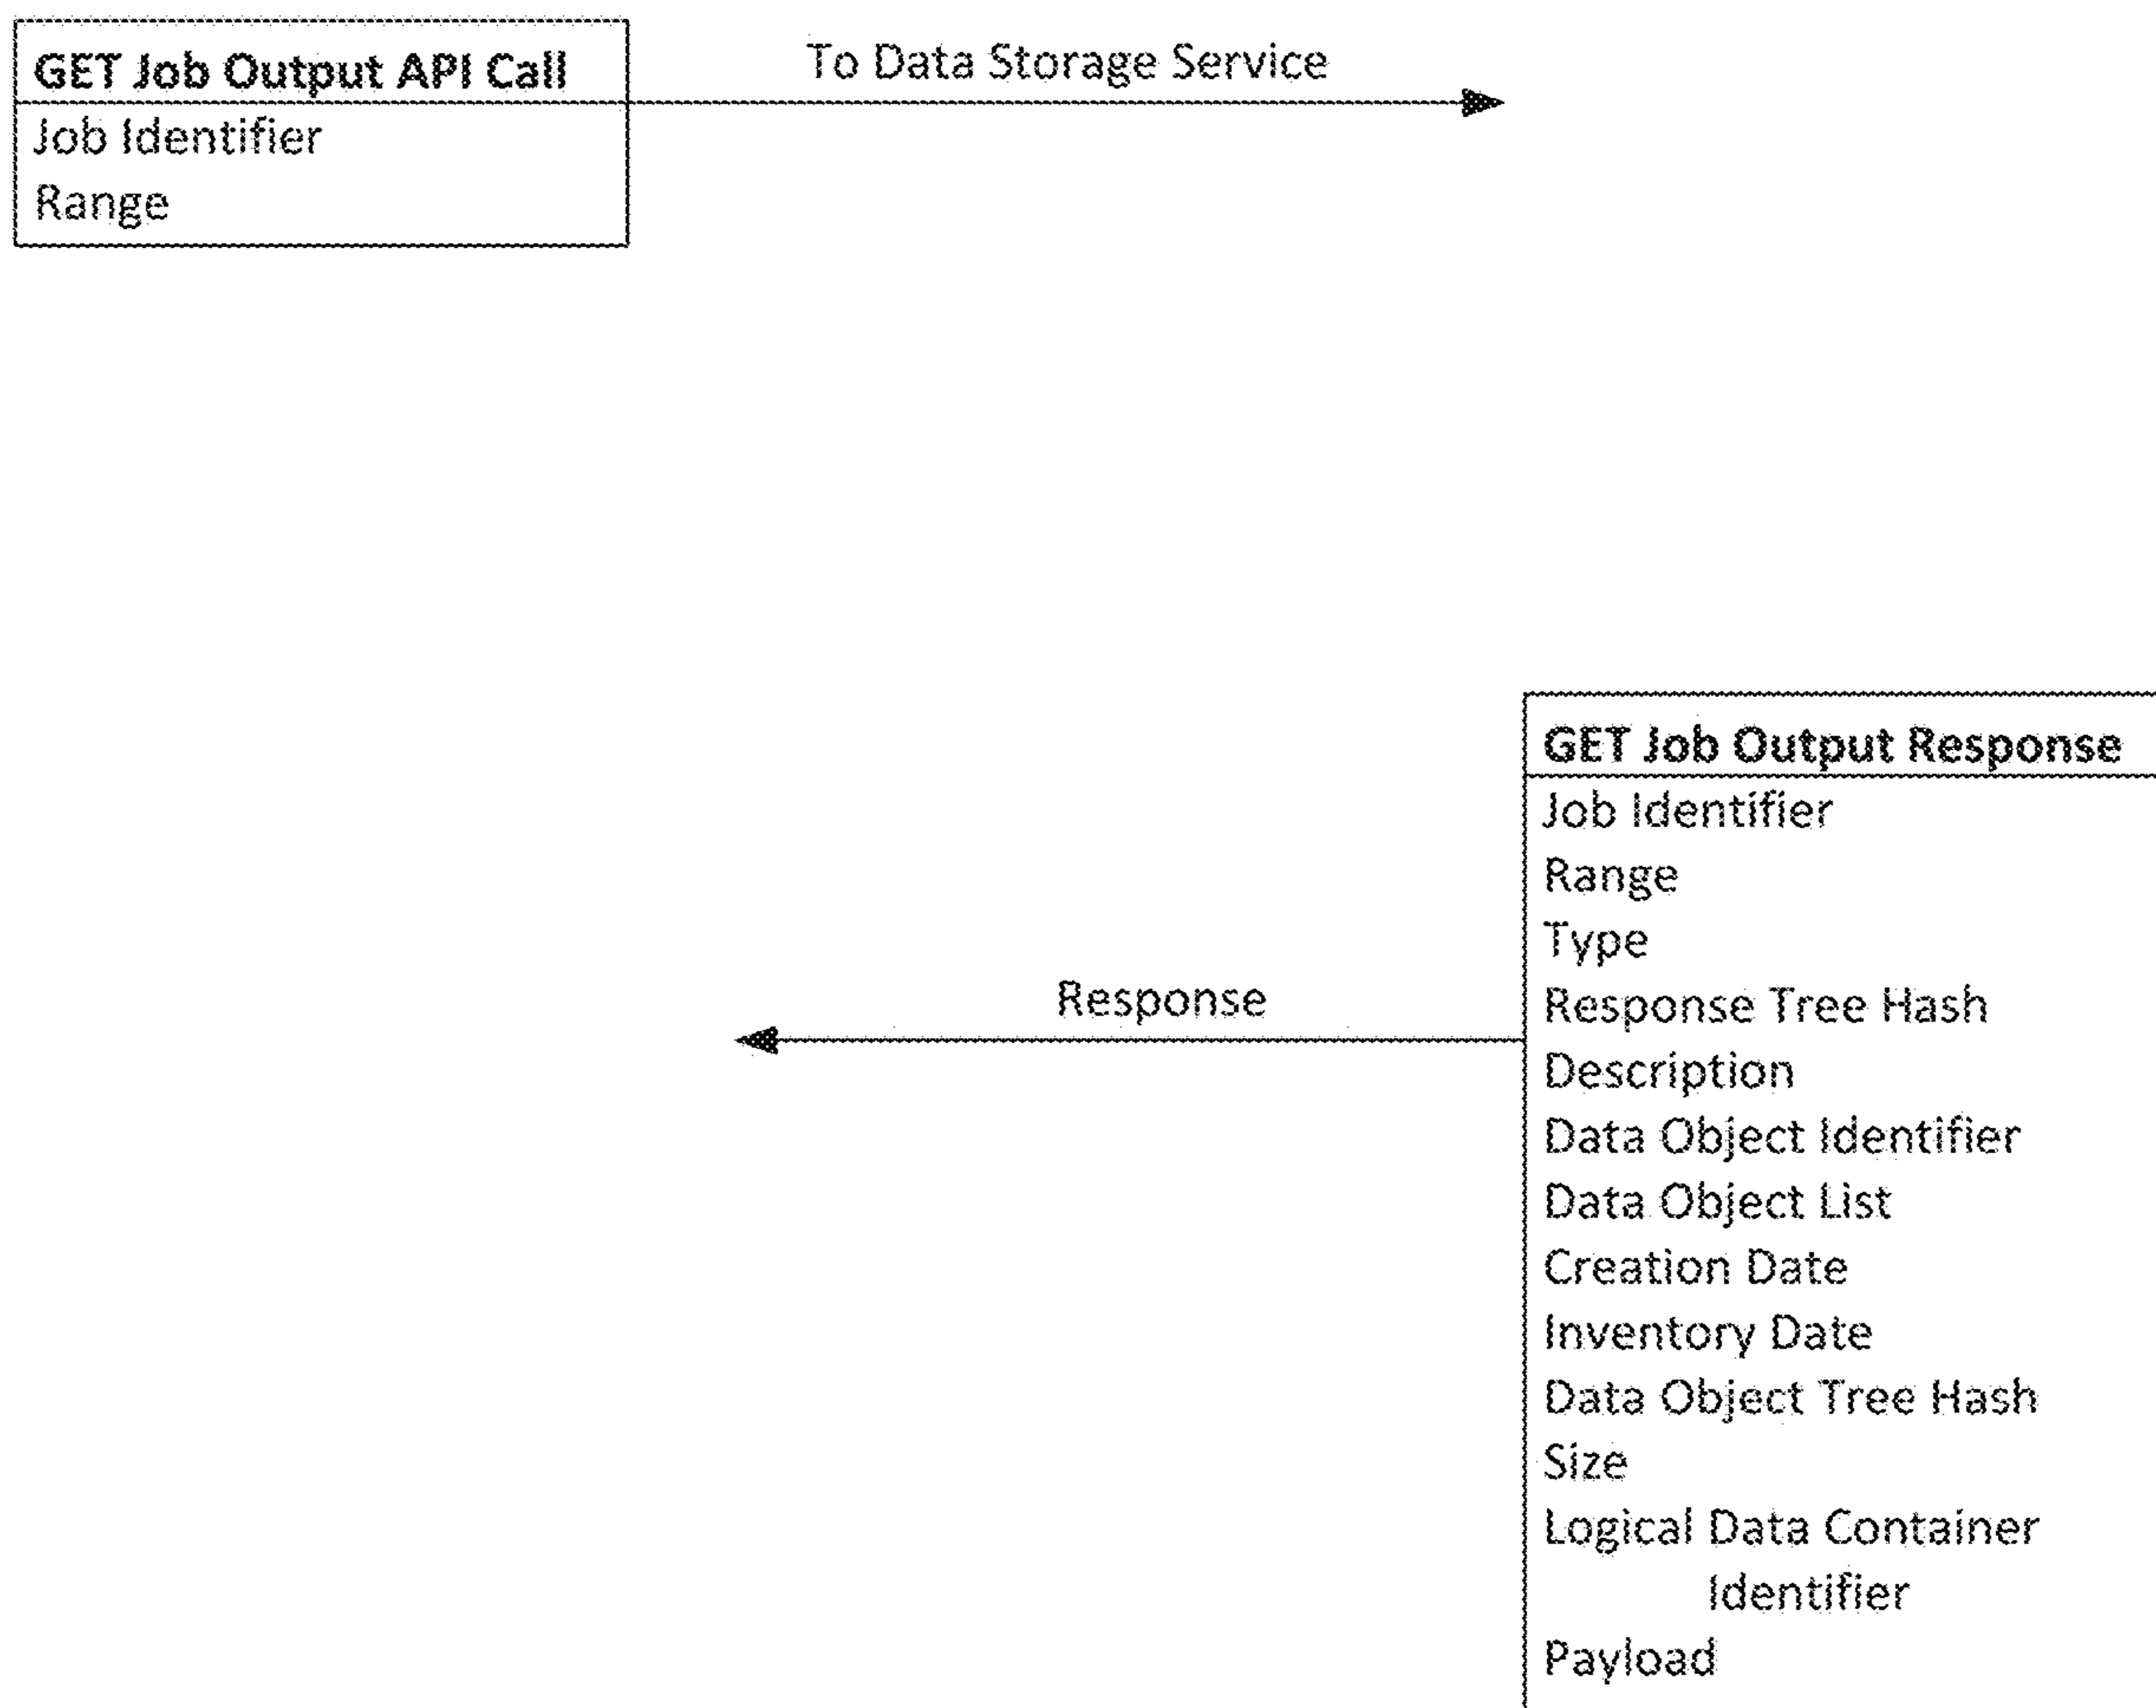 GET Job Output API Call
To Data Storage Service
Job Identifier
Range
GET Job Output Response
Job Identifier
Range
Type
Response Tree Hash
Response
Description
Data Object Identifier
Data Object List
Creation Date
Inventory Date
Data Object Tree Hash
Size
Logical Data Container
Identifier
Payload